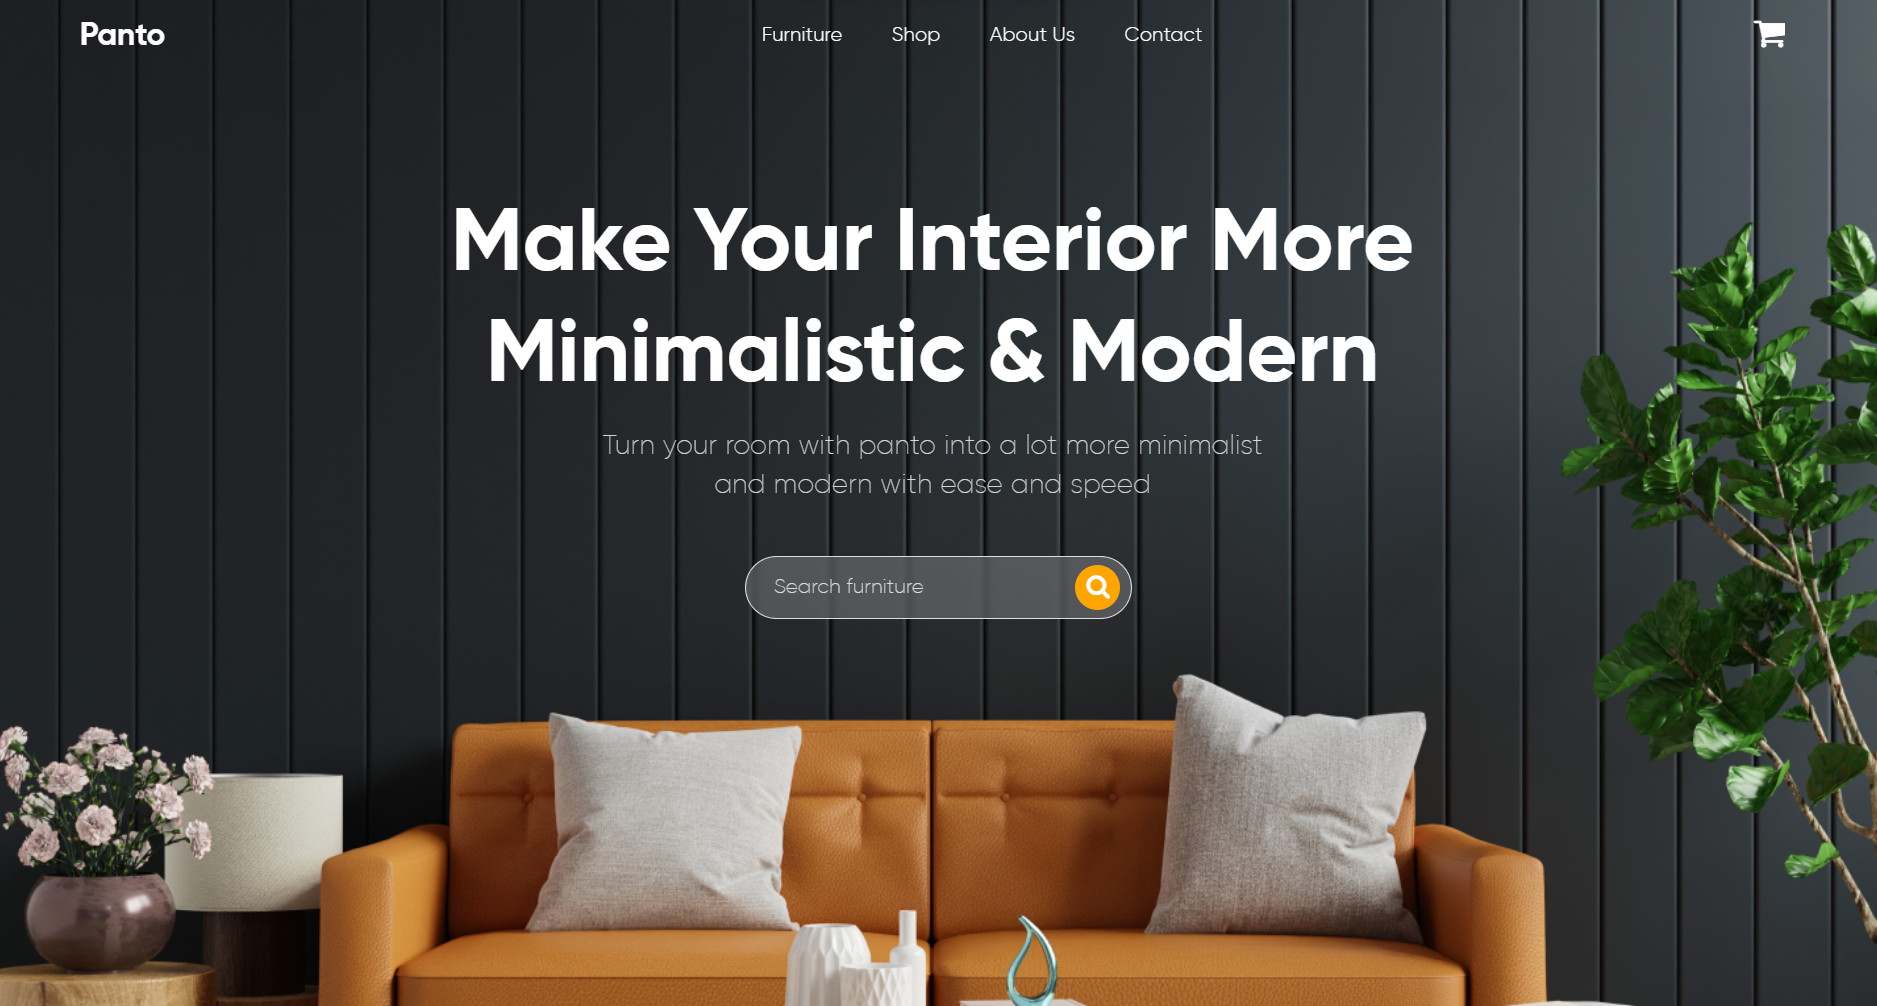 Panto
Furniture Shop About Us Contact
Make Your Interior More
Minimalistic & Modern
Turn your room with panto into a lot more minimalist
and modern with ease and speed
Search furniture